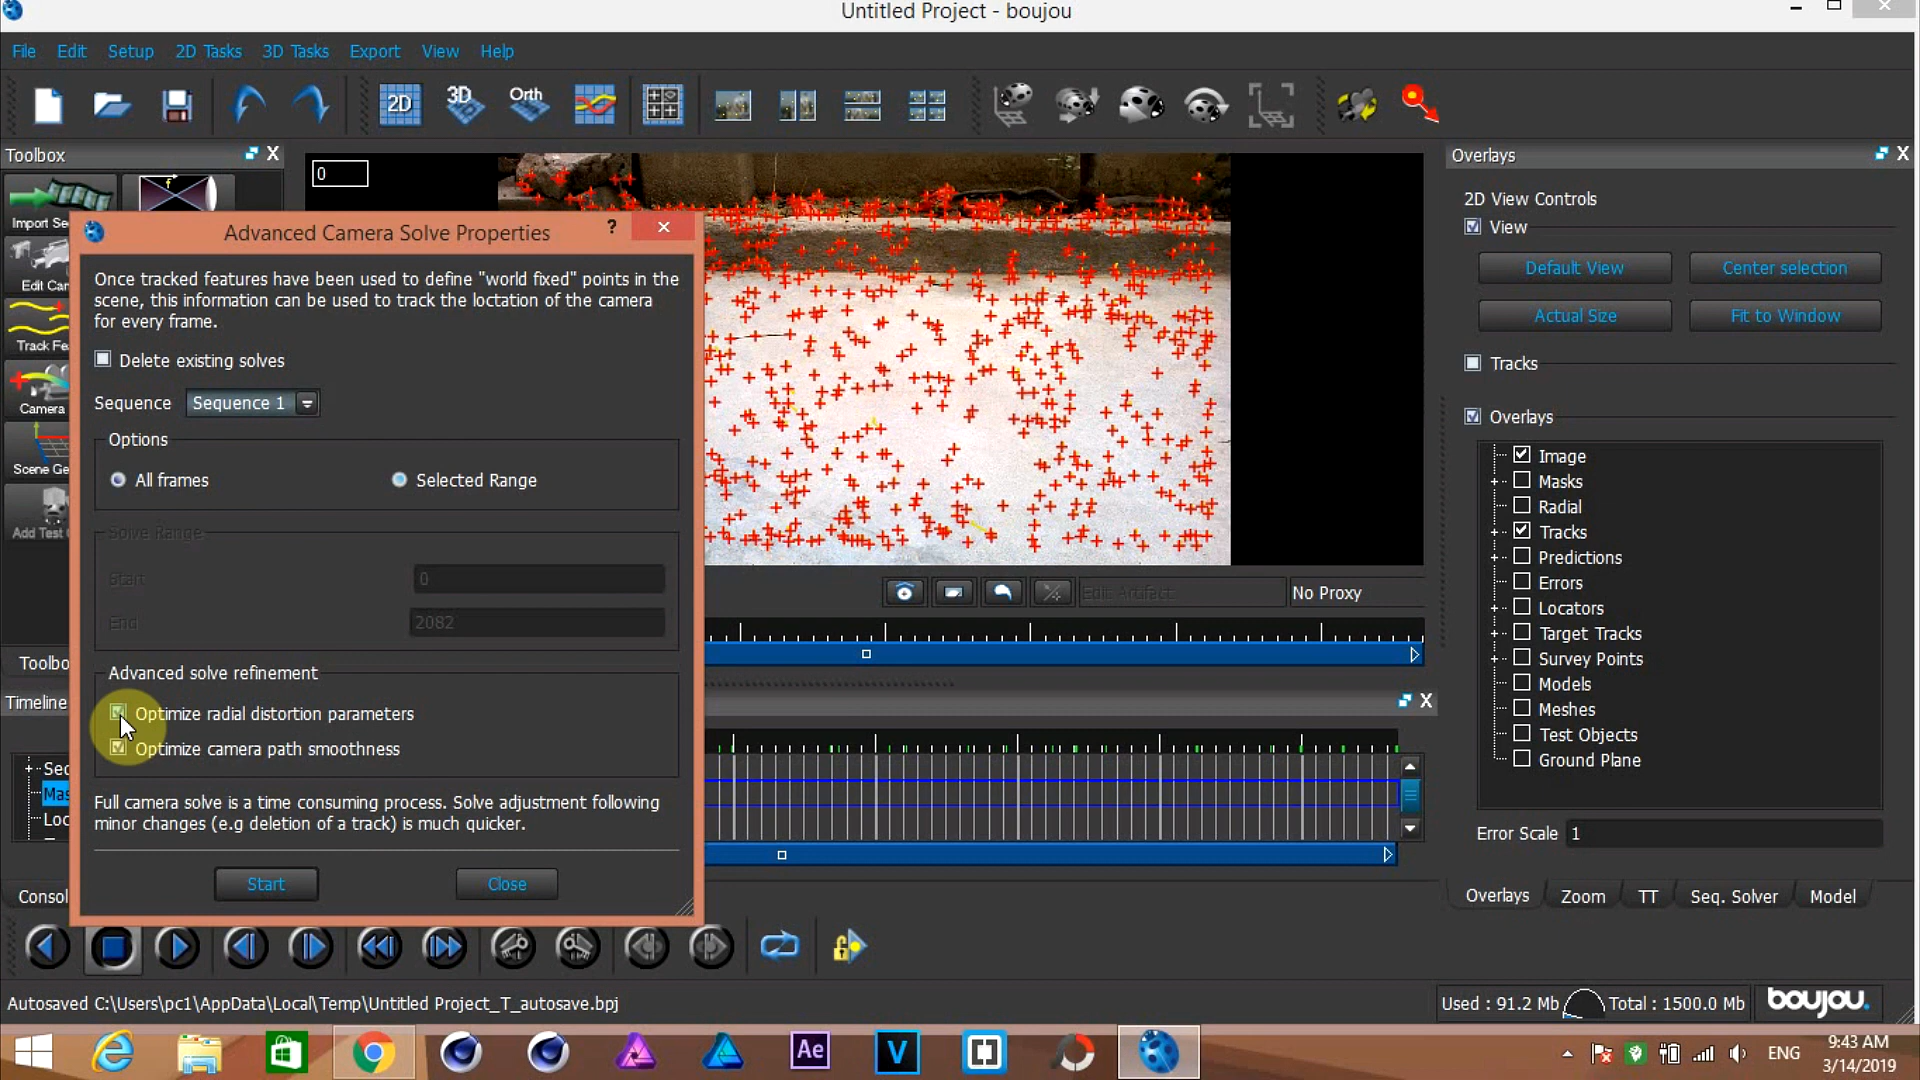 Untitled Project - boujou
File Edit Setup 2D Tasks 3D Tasks Export View Help
2D 3D Orth
Toolbox
Import Se
Edit Car
Track Fe
Camera
Scene Ge
Add Test
Toolbo
Timeline
Seq
Mas
Loc
Consol
Advanced Camera Solve Properties
?
Once tracked features have been used to define "world fixed" points in the
scene, this information can be used to track the loctation of the camera
for every frame.
Delete existing solves
Sequence Sequence 1
Options
All frames Selected Range
Solve Range
Start 0
End 2082
Advanced solve refinement
Optimize radial distortion parameters
Optimize camera path smoothness
Full camera solve is a time consuming process. Solve adjustment following
minor changes (e.g deletion of a track) is much quicker.
Start Close
0
Edit Artifact
No Proxy
Overlays
2D View Controls
View
Default View Center selection
Actual Size Fit to Window
Tracks
Overlays
Image
Masks
Radial
Tracks
Predictions
Errors
Locators
Target Tracks
Survey Points
Models
Meshes
Test Objects
Ground Plane
Error Scale 1
Overlays Zoom TT Seq. Solver Model
Autosaved C:\Users\pc1\AppData\Local\Temp\Untitled Project_T_autosave.bpj
Used : 91.2 Mb Total : 1500.0 Mb boujou.
Ae V
ENG
9:43 AM
3/14/2019